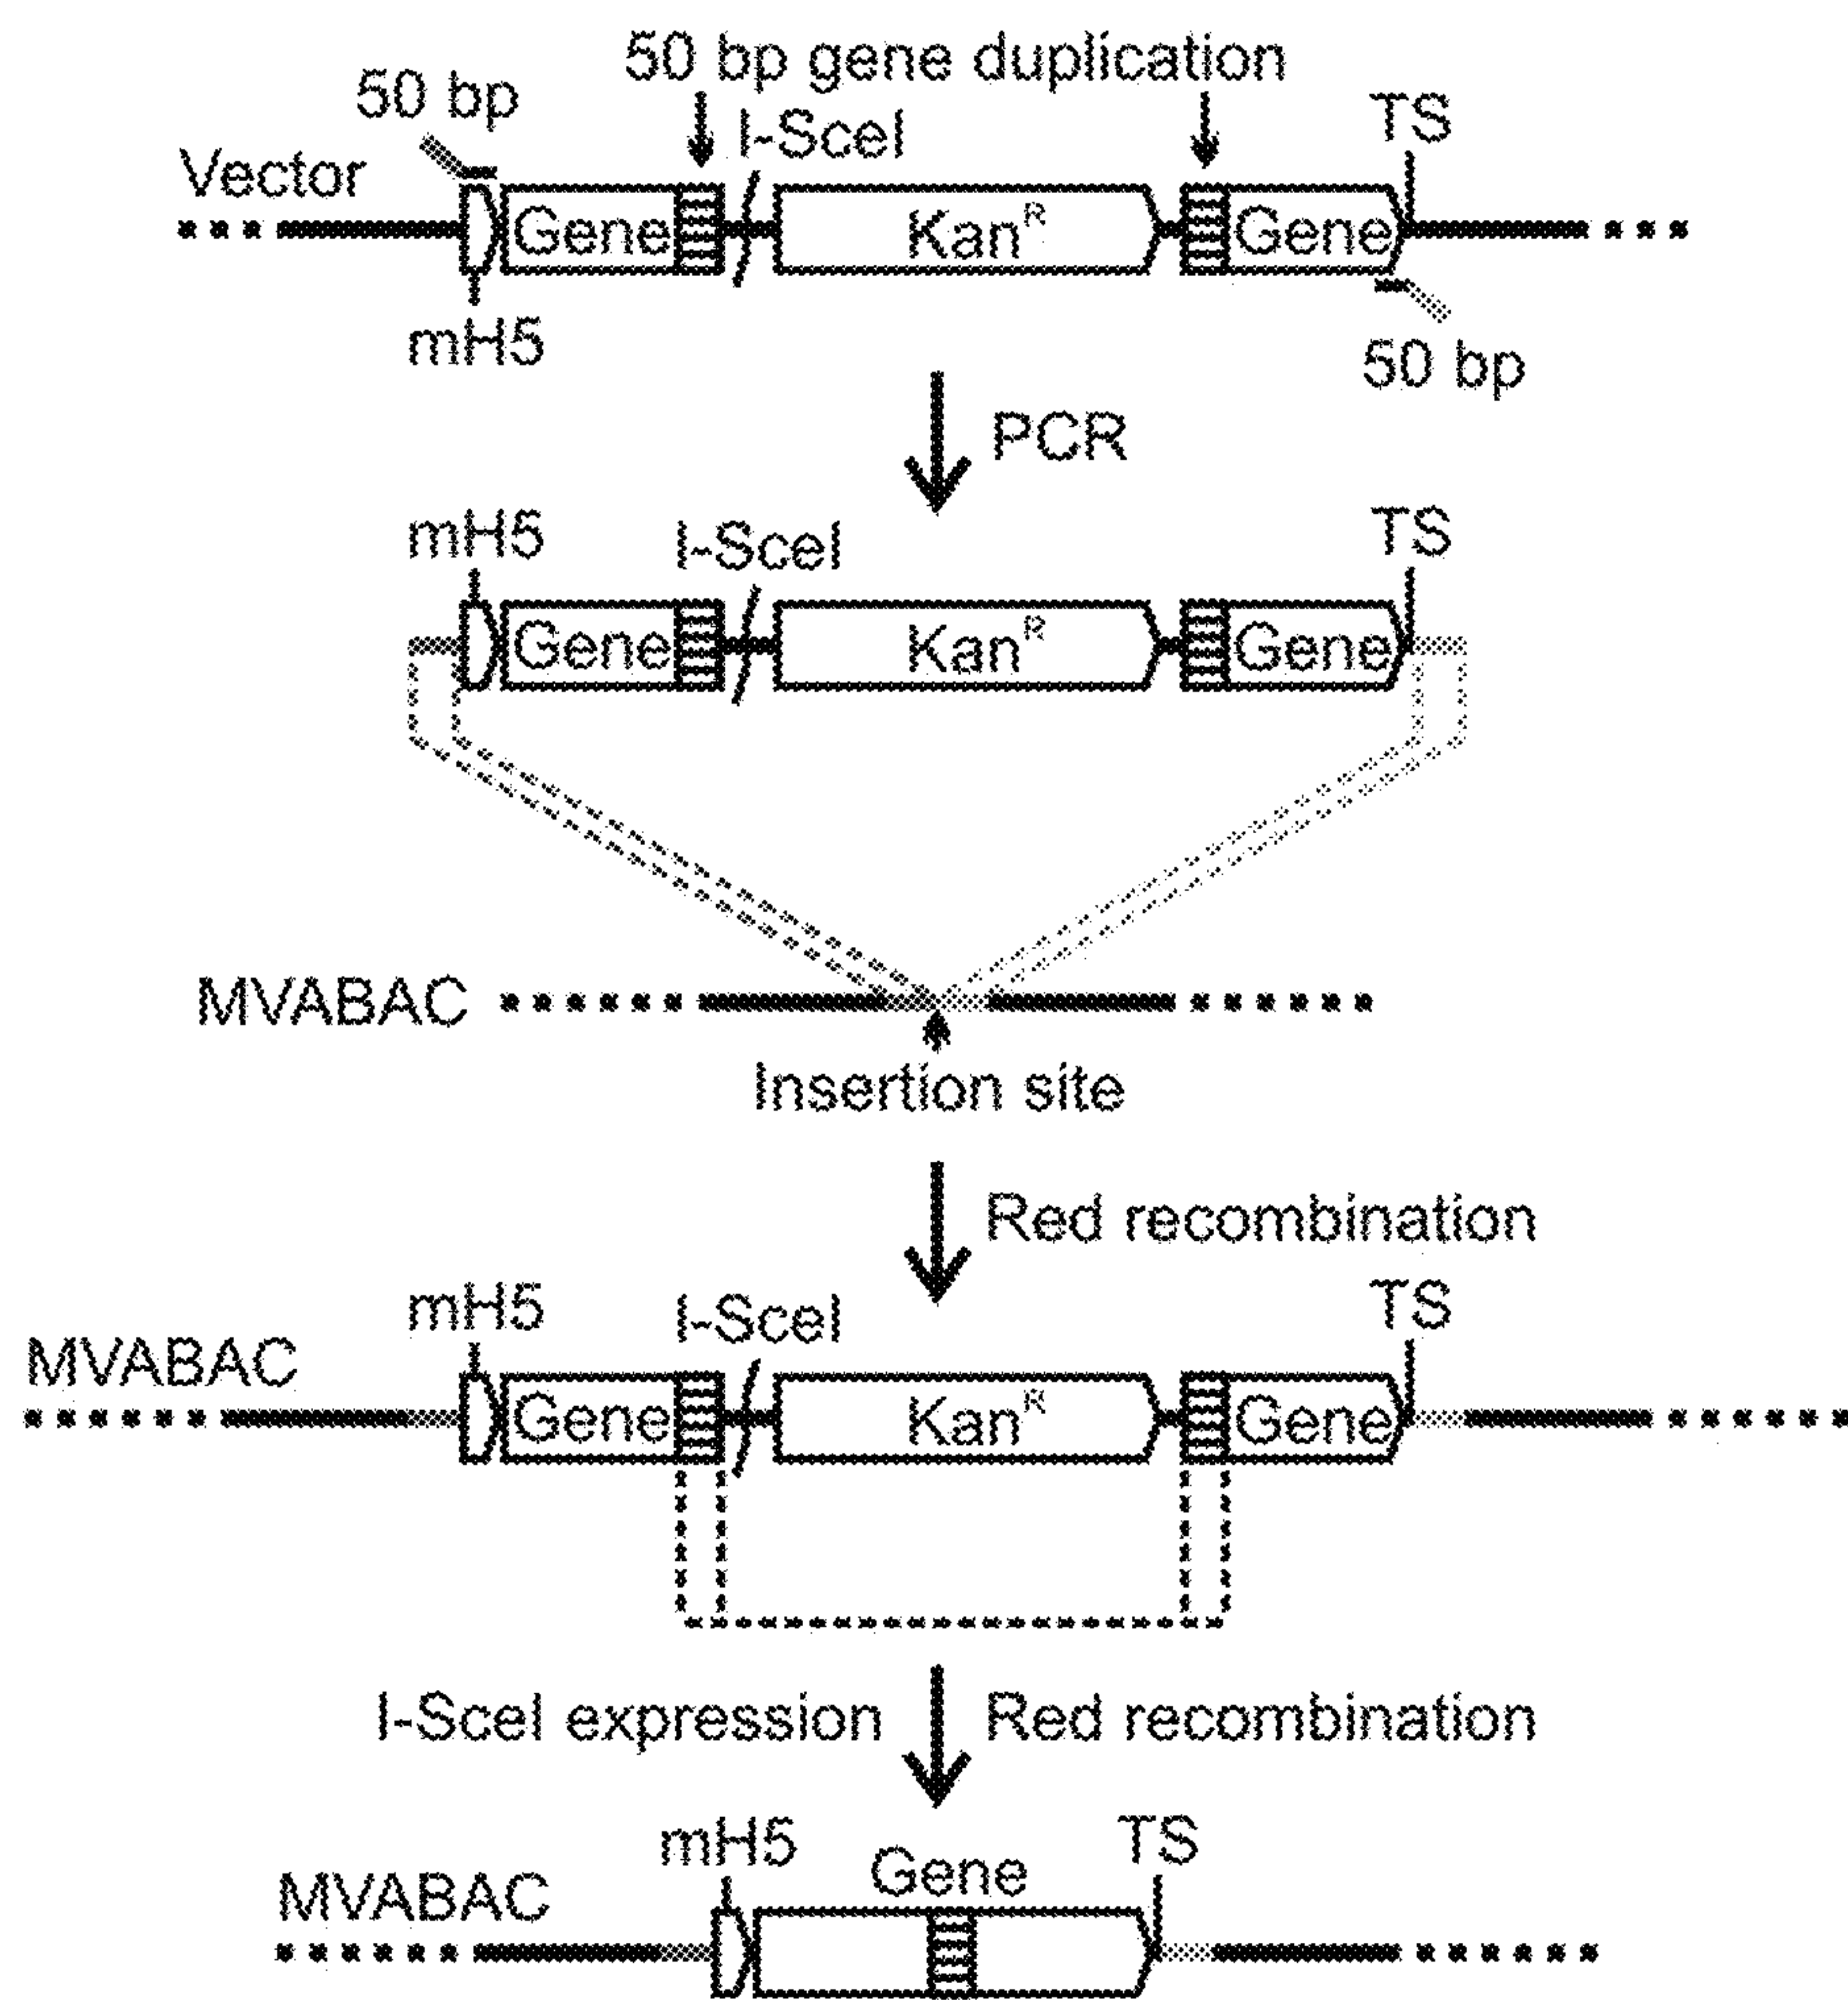 50 bp gene duplication
50 bp
I-SceI
TS
Vector
Gene
Kan^R
Gene
mH5
50 bp
PCR
mH5
I-SceI
TS
Gene
Kan^R
Gene
MVABAC
Insertion site
Red recombination
mH5
I-SceI
TS
MVABAC
Gene
Kan^R
Gene
I-SceI expression
Red recombination
mH5
Gene
TS
MVABAC